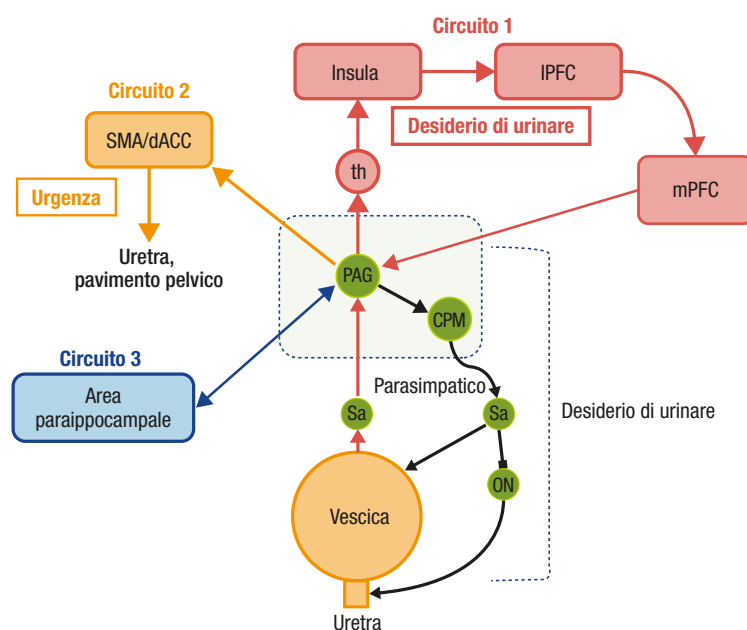 Circuito 1
Insula
lPFC
Circuito 2
SMA/dACC
Desiderio di urinare
th
mPFC
Urgenza
Uretra,
pavimento pelvico
PAG
CPM
Circuito 3
Area
paraippocampale
Parasimpatico
Sa
Sa
Desiderio di urinare
ON
Vescica
Uretra